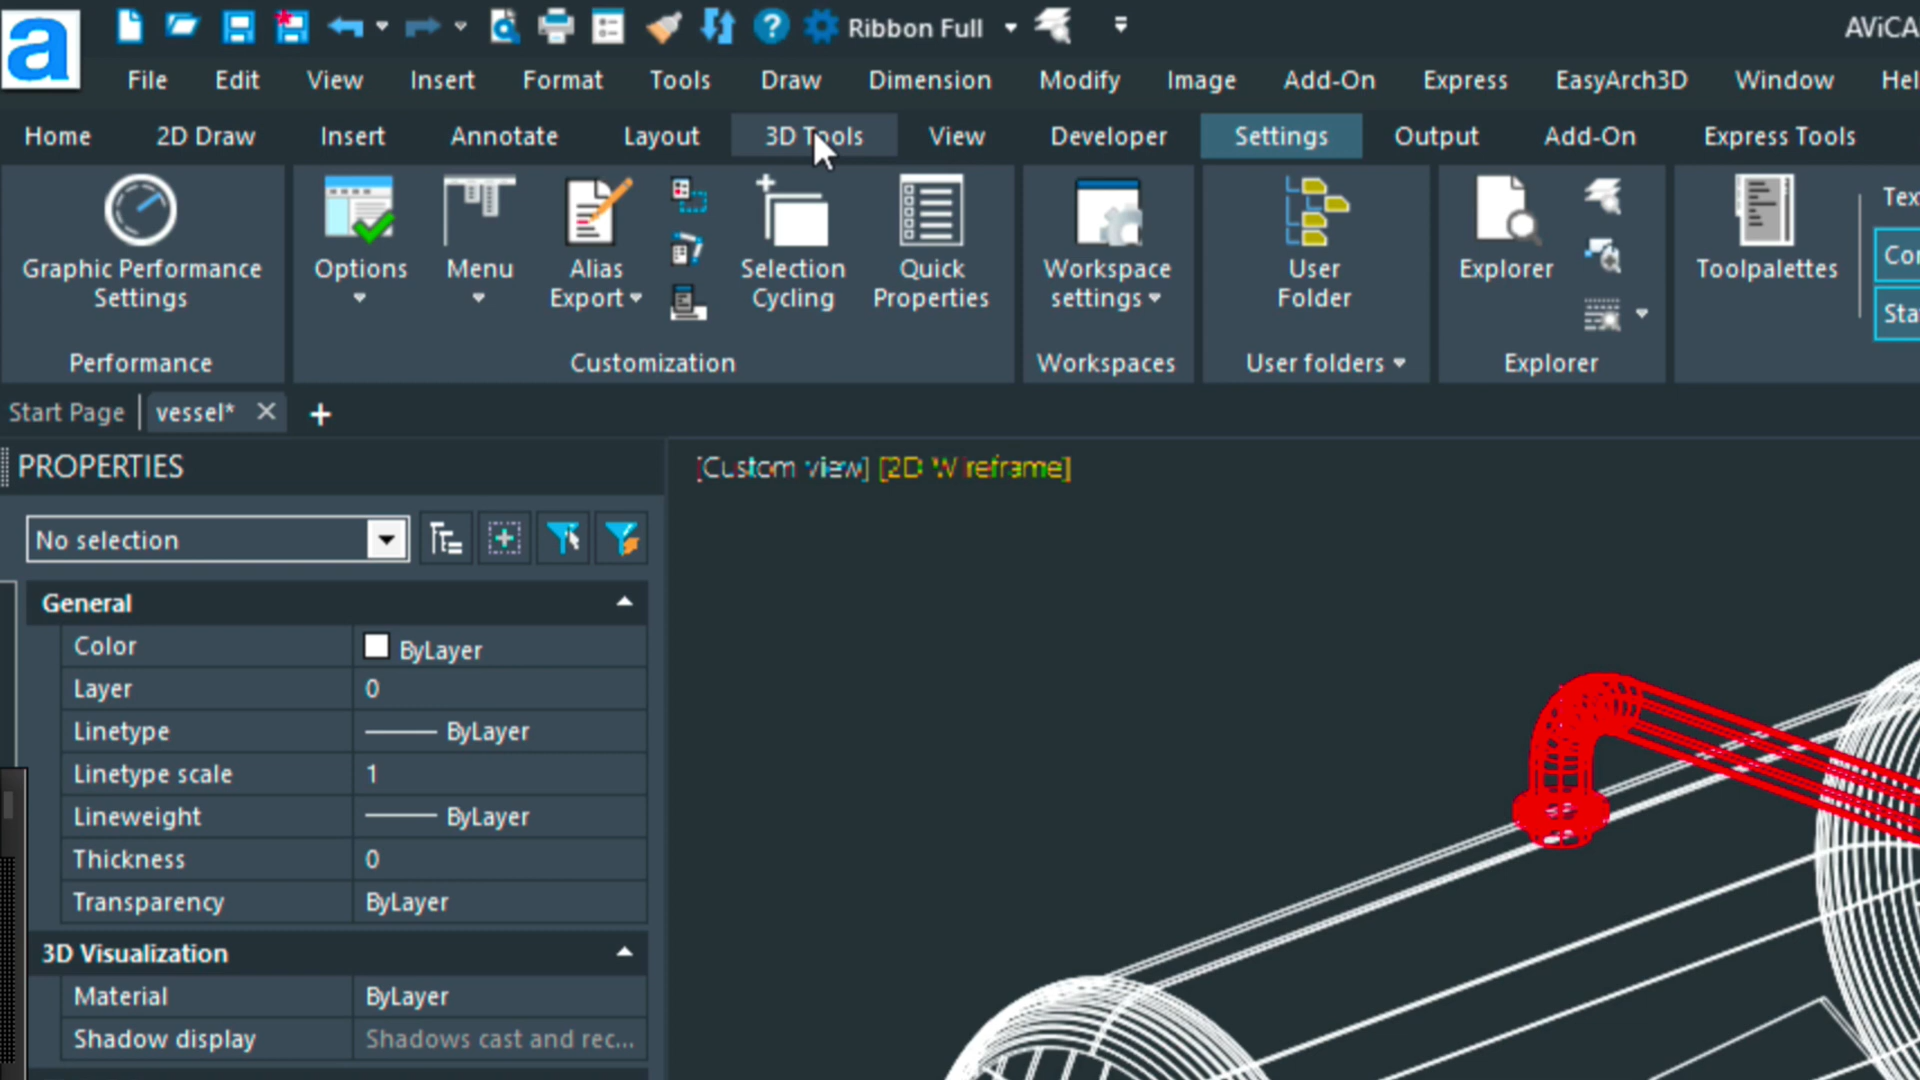 a
Ribbon Full
AViCA
File Edit View Insert Format Tools Draw Dimension Modify Image Add-On Express EasyArch3D Window Hel
Home 2D Draw Insert Annotate Layout 3D Tools View Developer Settings Output Add-On Express Tools
Graphic Performance Settings
Options
Menu
Alias Export
Selection Cycling
Quick Properties
Workspace settings
User Folder
Explorer
Toolpalettes
Tex
Con
Sta
Performance Customization Workspaces User folders Explorer
Start Page vessel*
PROPERTIES
[Custom view] [2D Wireframe]
No selection
General
Color ByLayer
Layer 0
Linetype ByLayer
Linetype scale 1
Lineweight ByLayer
Thickness 0
Transparency ByLayer
3D Visualization
Material ByLayer
Shadow display Shadows cast and rec...